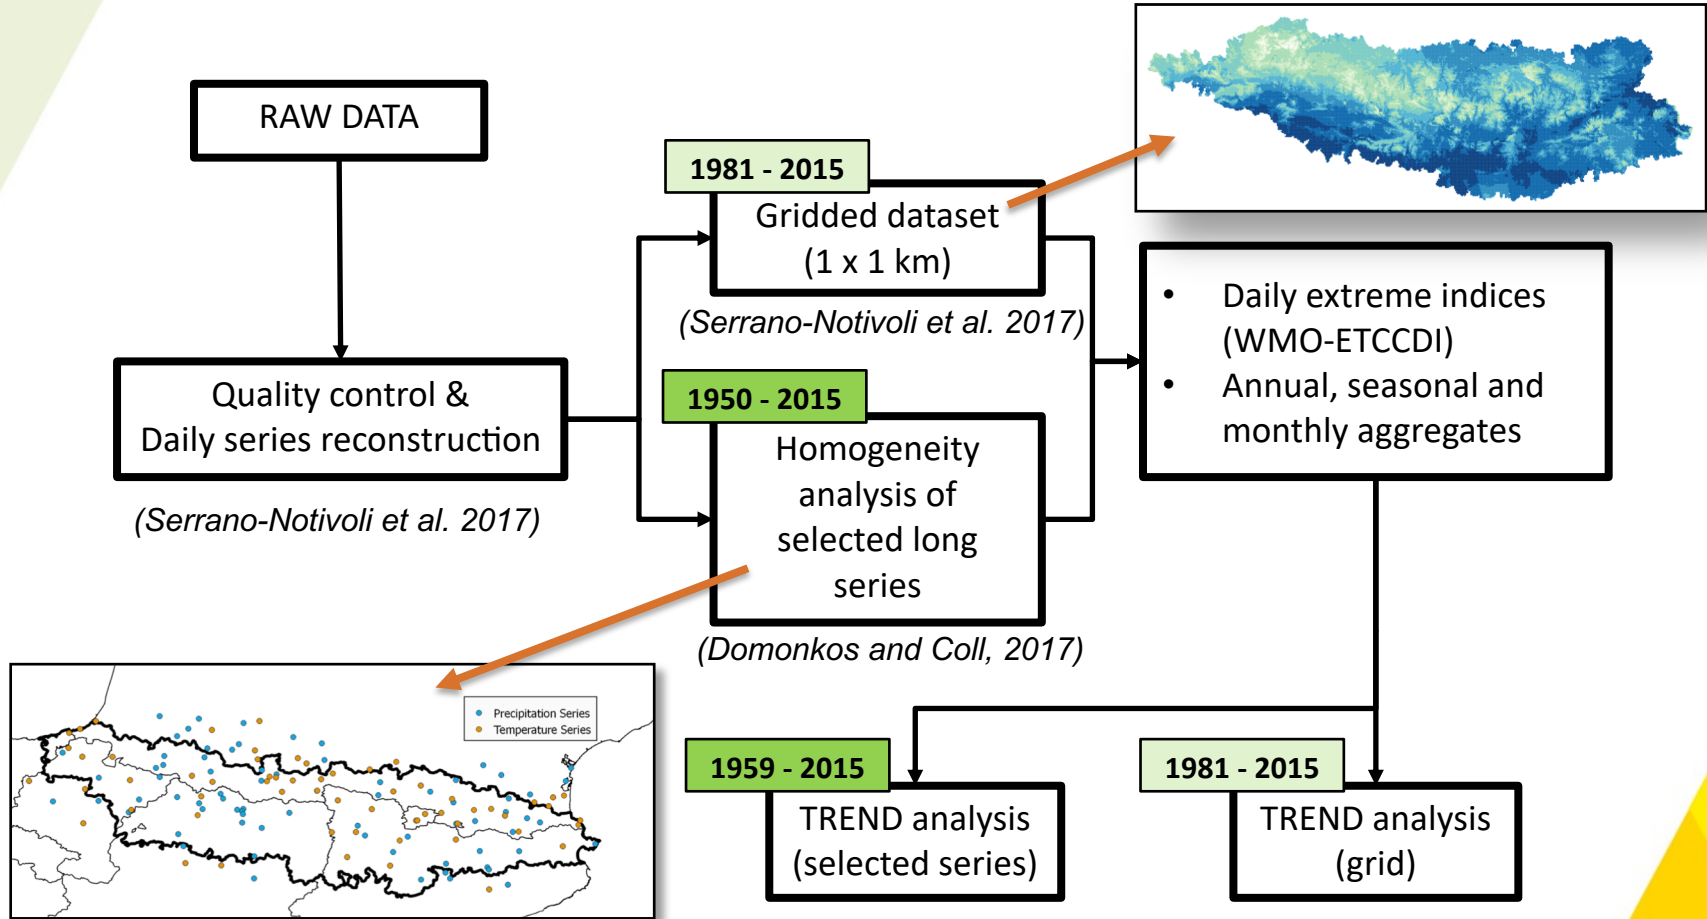 RAW DATA
Quality control &
Daily series reconstruction
(Serrano-Notivoli et al. 2017)
1981 - 2015
Gridded dataset
(1 x 1 km)
(Serrano-Notivoli et al. 2017)
1950 - 2015
Homogeneity
analysis of
selected long
series
(Domonkos and Coll, 2017)
• Daily extreme indices
(WMO-ETCCDI)
• Annual, seasonal and
monthly aggregates
Precipitation Series
Temperature Series
1959 - 2015
TREND analysis
(selected series)
1981 - 2015
TREND analysis
(grid)